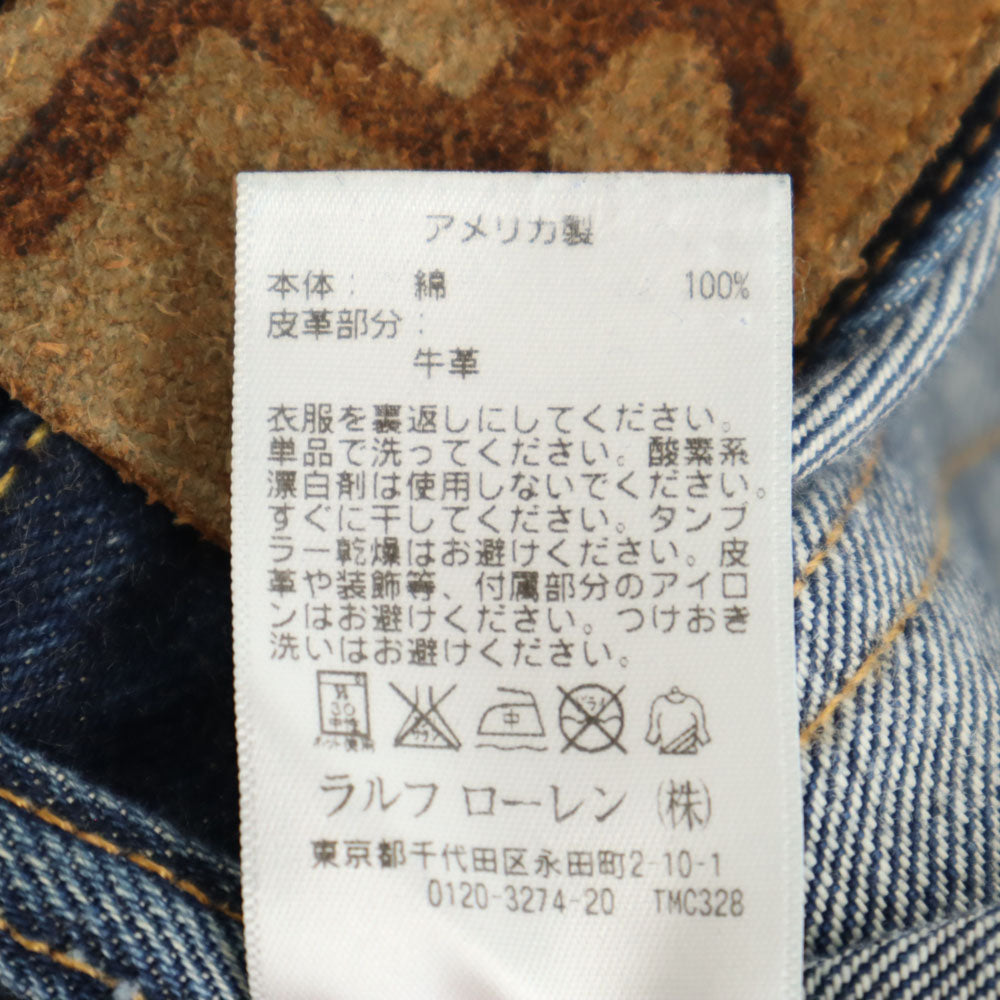 アメリカ製
本体： 綿 100%
皮革部分：
牛革
衣服を裏返しにしてください。
単品で洗ってください。酸素系
漂白剤は使用しないでください。
すぐに干してください。タンブ
ラー乾燥はお避けください。皮
革や装飾等、付属部分のアイロ
ンはお避けください。つけおき
洗いはお避けください。
30 中性 中 ドライ
ラルフ ローレン（株）
東京都千代田区永田町2-10-1
0120-3274-20 TMC328